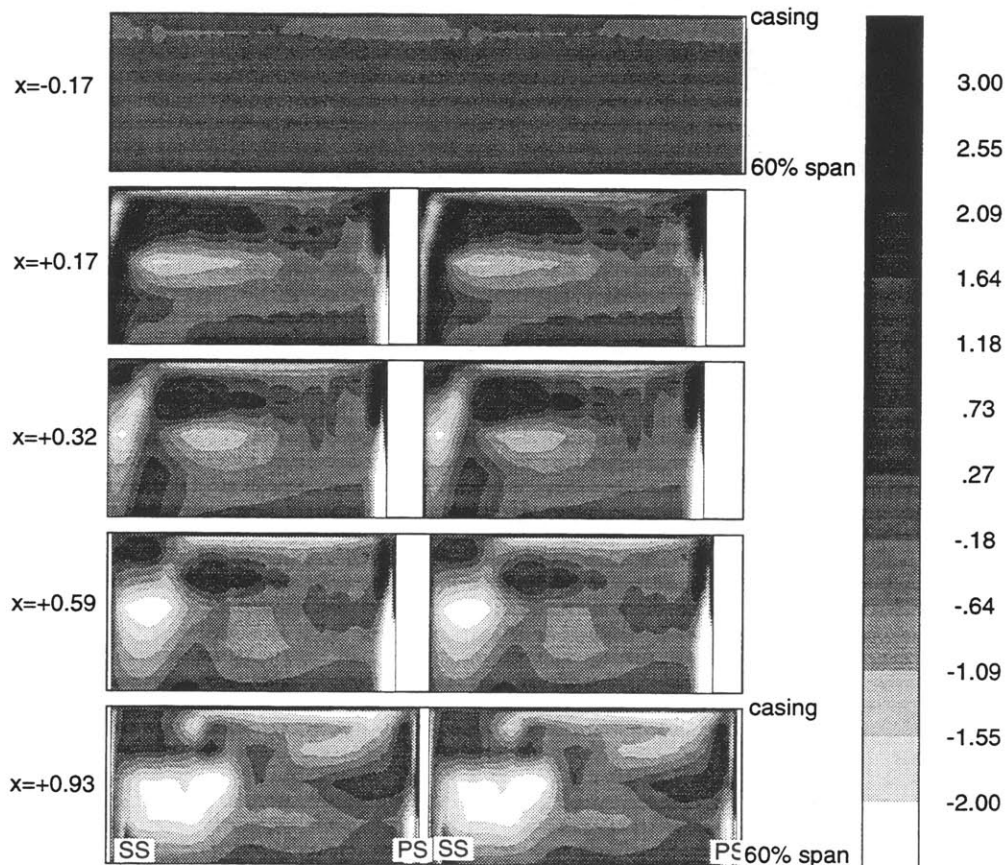 casing
x=-0.17
60% span
x=+0.17
x=+0.32
x=+0.59
casing
x=+0.93
SS
PS
SS
PS
60% span
3.00
2.55
2.09
1.64
1.18
.73
.27
-.18
-.64
-1.09
-1.55
-2.00